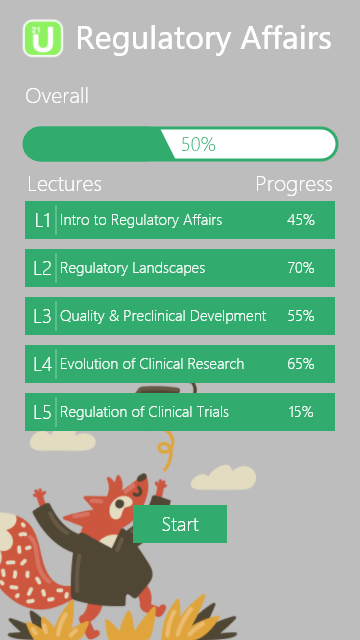 21
U
Regulatory Affairs
Overall
50%
Lectures Progress
L1 Intro to Regulatory Affairs 45%
L2 Regulatory Landscapes 70%
L3 Quality & Preclinical Develpment 55%
L4 Evolution of Clinical Research 65%
L5 Regulation of Clinical Trials 15%
Start